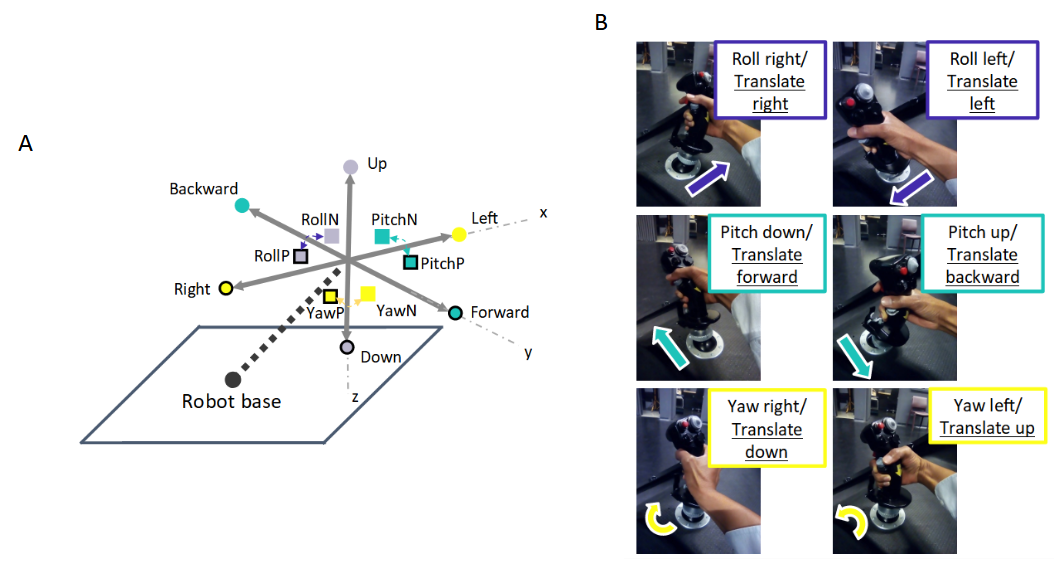 A
Up
Backward
RollN
PitchN
Left
x
RollP
PitchP
Right
YawP
YawN
Forward
y
Down
z
Robot base
B
Roll right/
Translate
right
Roll left/
Translate
left
Pitch down/
Translate
forward
Pitch up/
Translate
backward
Yaw right/
Translate
down
Yaw left/
Translate up